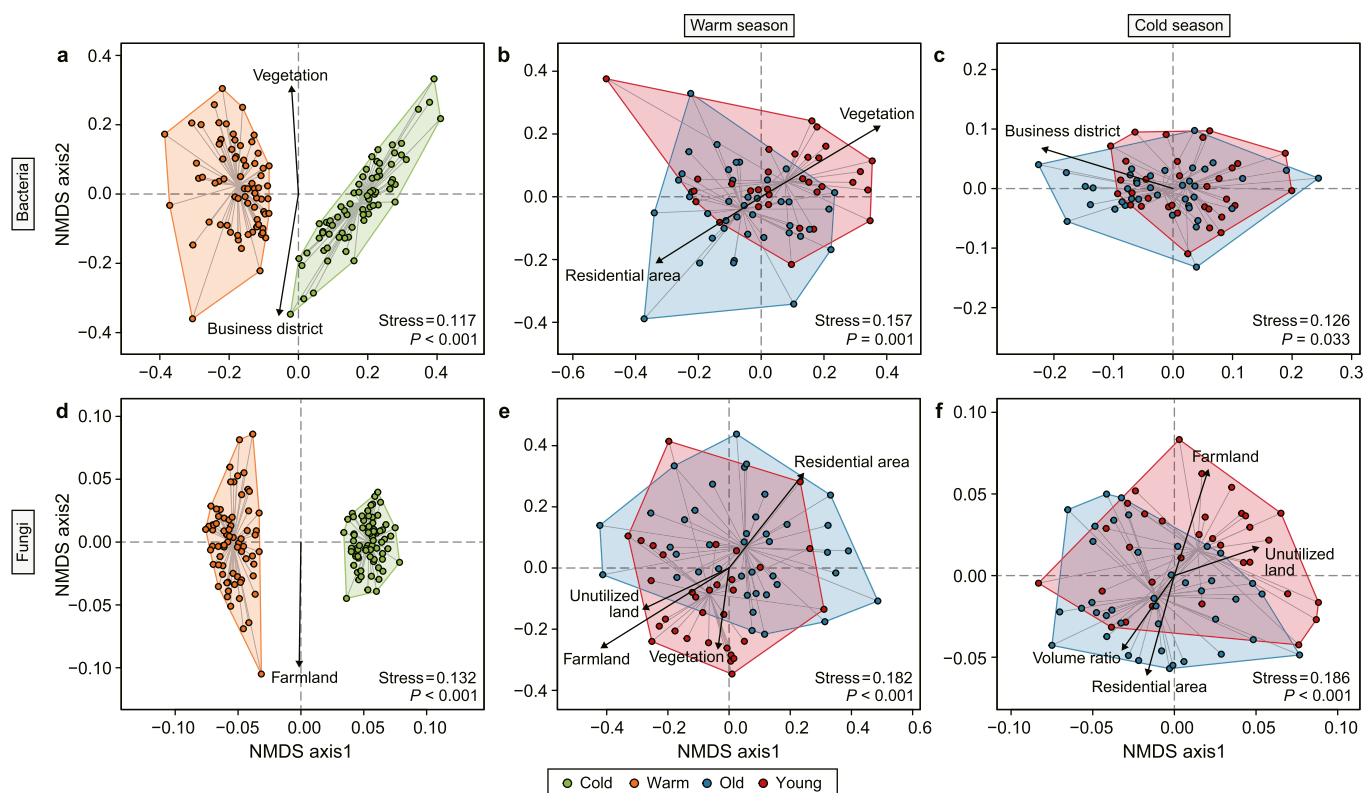 Warm season
Cold season
Bacteria
Fungi
a
NMDS axis2
0.4
0.2
0.0
−0.2
−0.4
Vegetation
Business district
Stress=0.117
P < 0.001
−0.4 −0.2 0.0 0.2 0.4
b
0.4
0.2
0.0
−0.2
−0.4
Vegetation
Residential area
Stress=0.157
P = 0.001
−0.6 −0.4 −0.2 0.0 0.2 0.4
c
0.2
0.1
0.0
−0.1
−0.2
Business district
Stress=0.126
P = 0.033
−0.2 −0.1 0.0 0.1 0.2 0.3
d
NMDS axis2
0.10
0.05
0.00
−0.05
−0.10
Farmland
Stress=0.132
P < 0.001
−0.10 −0.05 0.00 0.05 0.10
NMDS axis1
e
0.4
0.2
0.0
−0.2
−0.4
Residential area
Unutilized
land
Farmland
Vegetation
Stress=0.182
P < 0.001
−0.4 −0.2 0.0 0.2 0.4 0.6
NMDS axis1
f
0.10
0.05
0.00
−0.05
Farmland
Unutilized
land
Volume ratio
Residential area
Stress=0.186
P < 0.001
−0.10 −0.05 0.00 0.05 0.10
NMDS axis1
Cold Warm Old Young